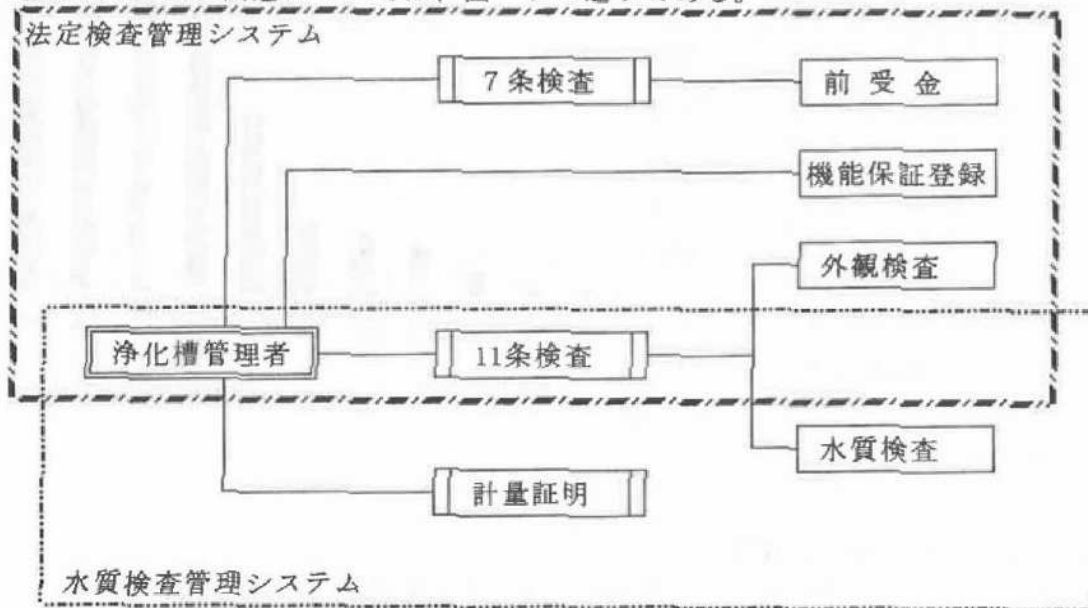 法定検査管理システム
7条検査
前受金
機能保証登録
外観検査
浄化槽管理者
11条検査
水質検査
計量証明
水質検査管理システム